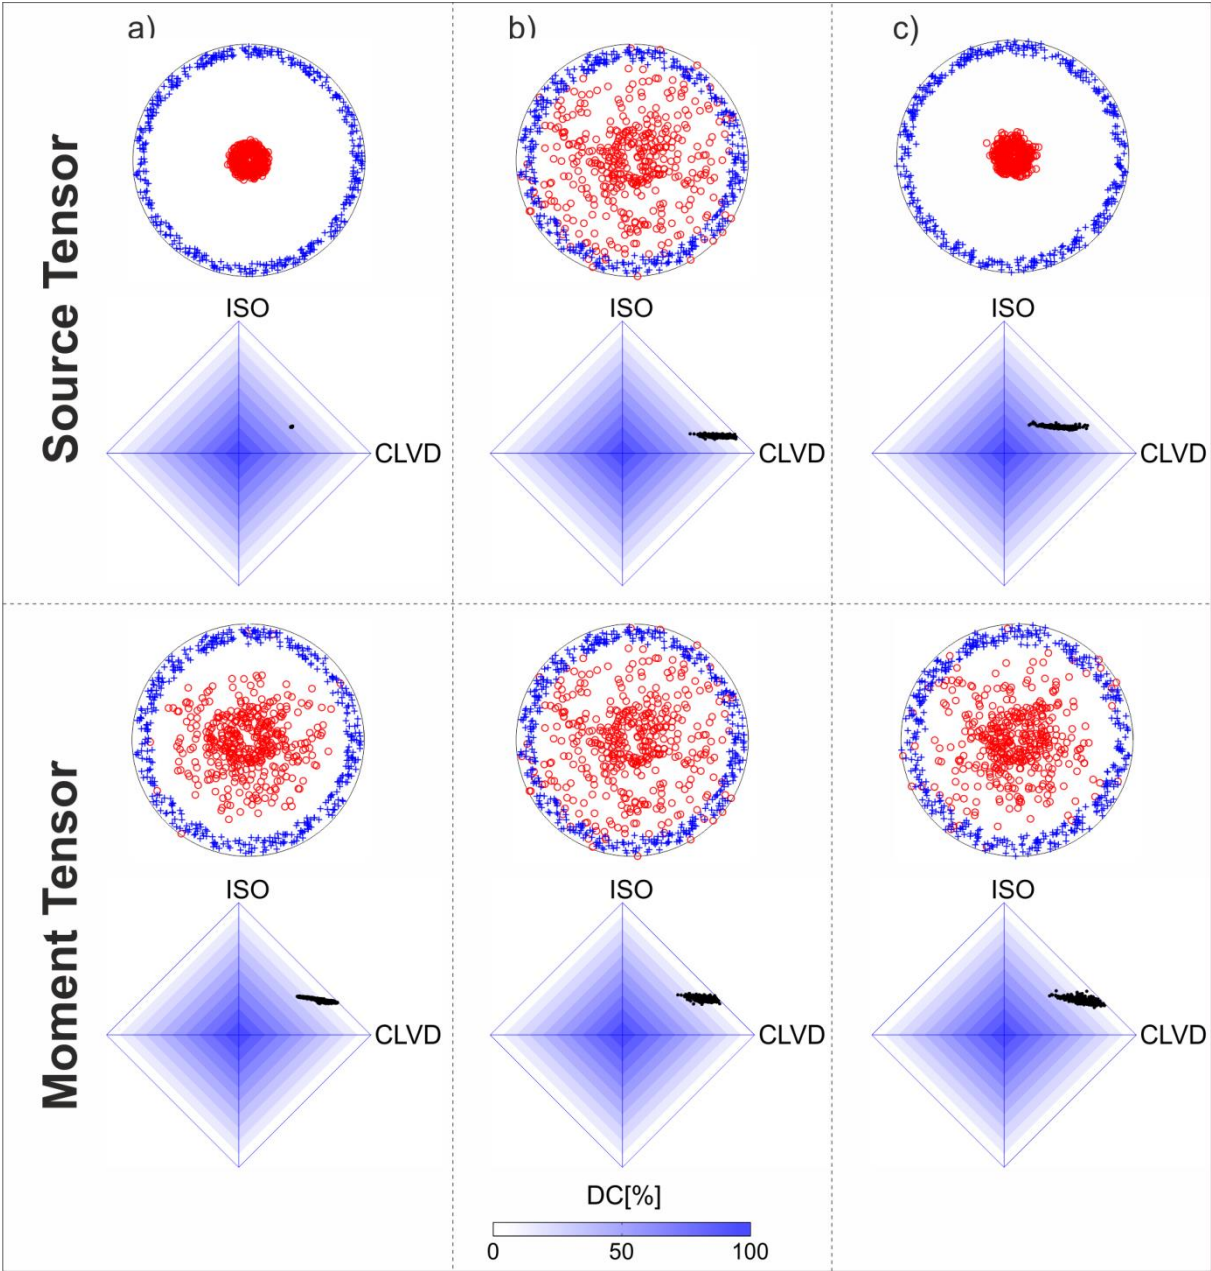 a)
b)
c)
Source Tensor
ISO
ISO
ISO
CLVD
CLVD
CLVD
Moment Tensor
ISO
ISO
ISO
CLVD
CLVD
CLVD
DC[%]
0 50 100